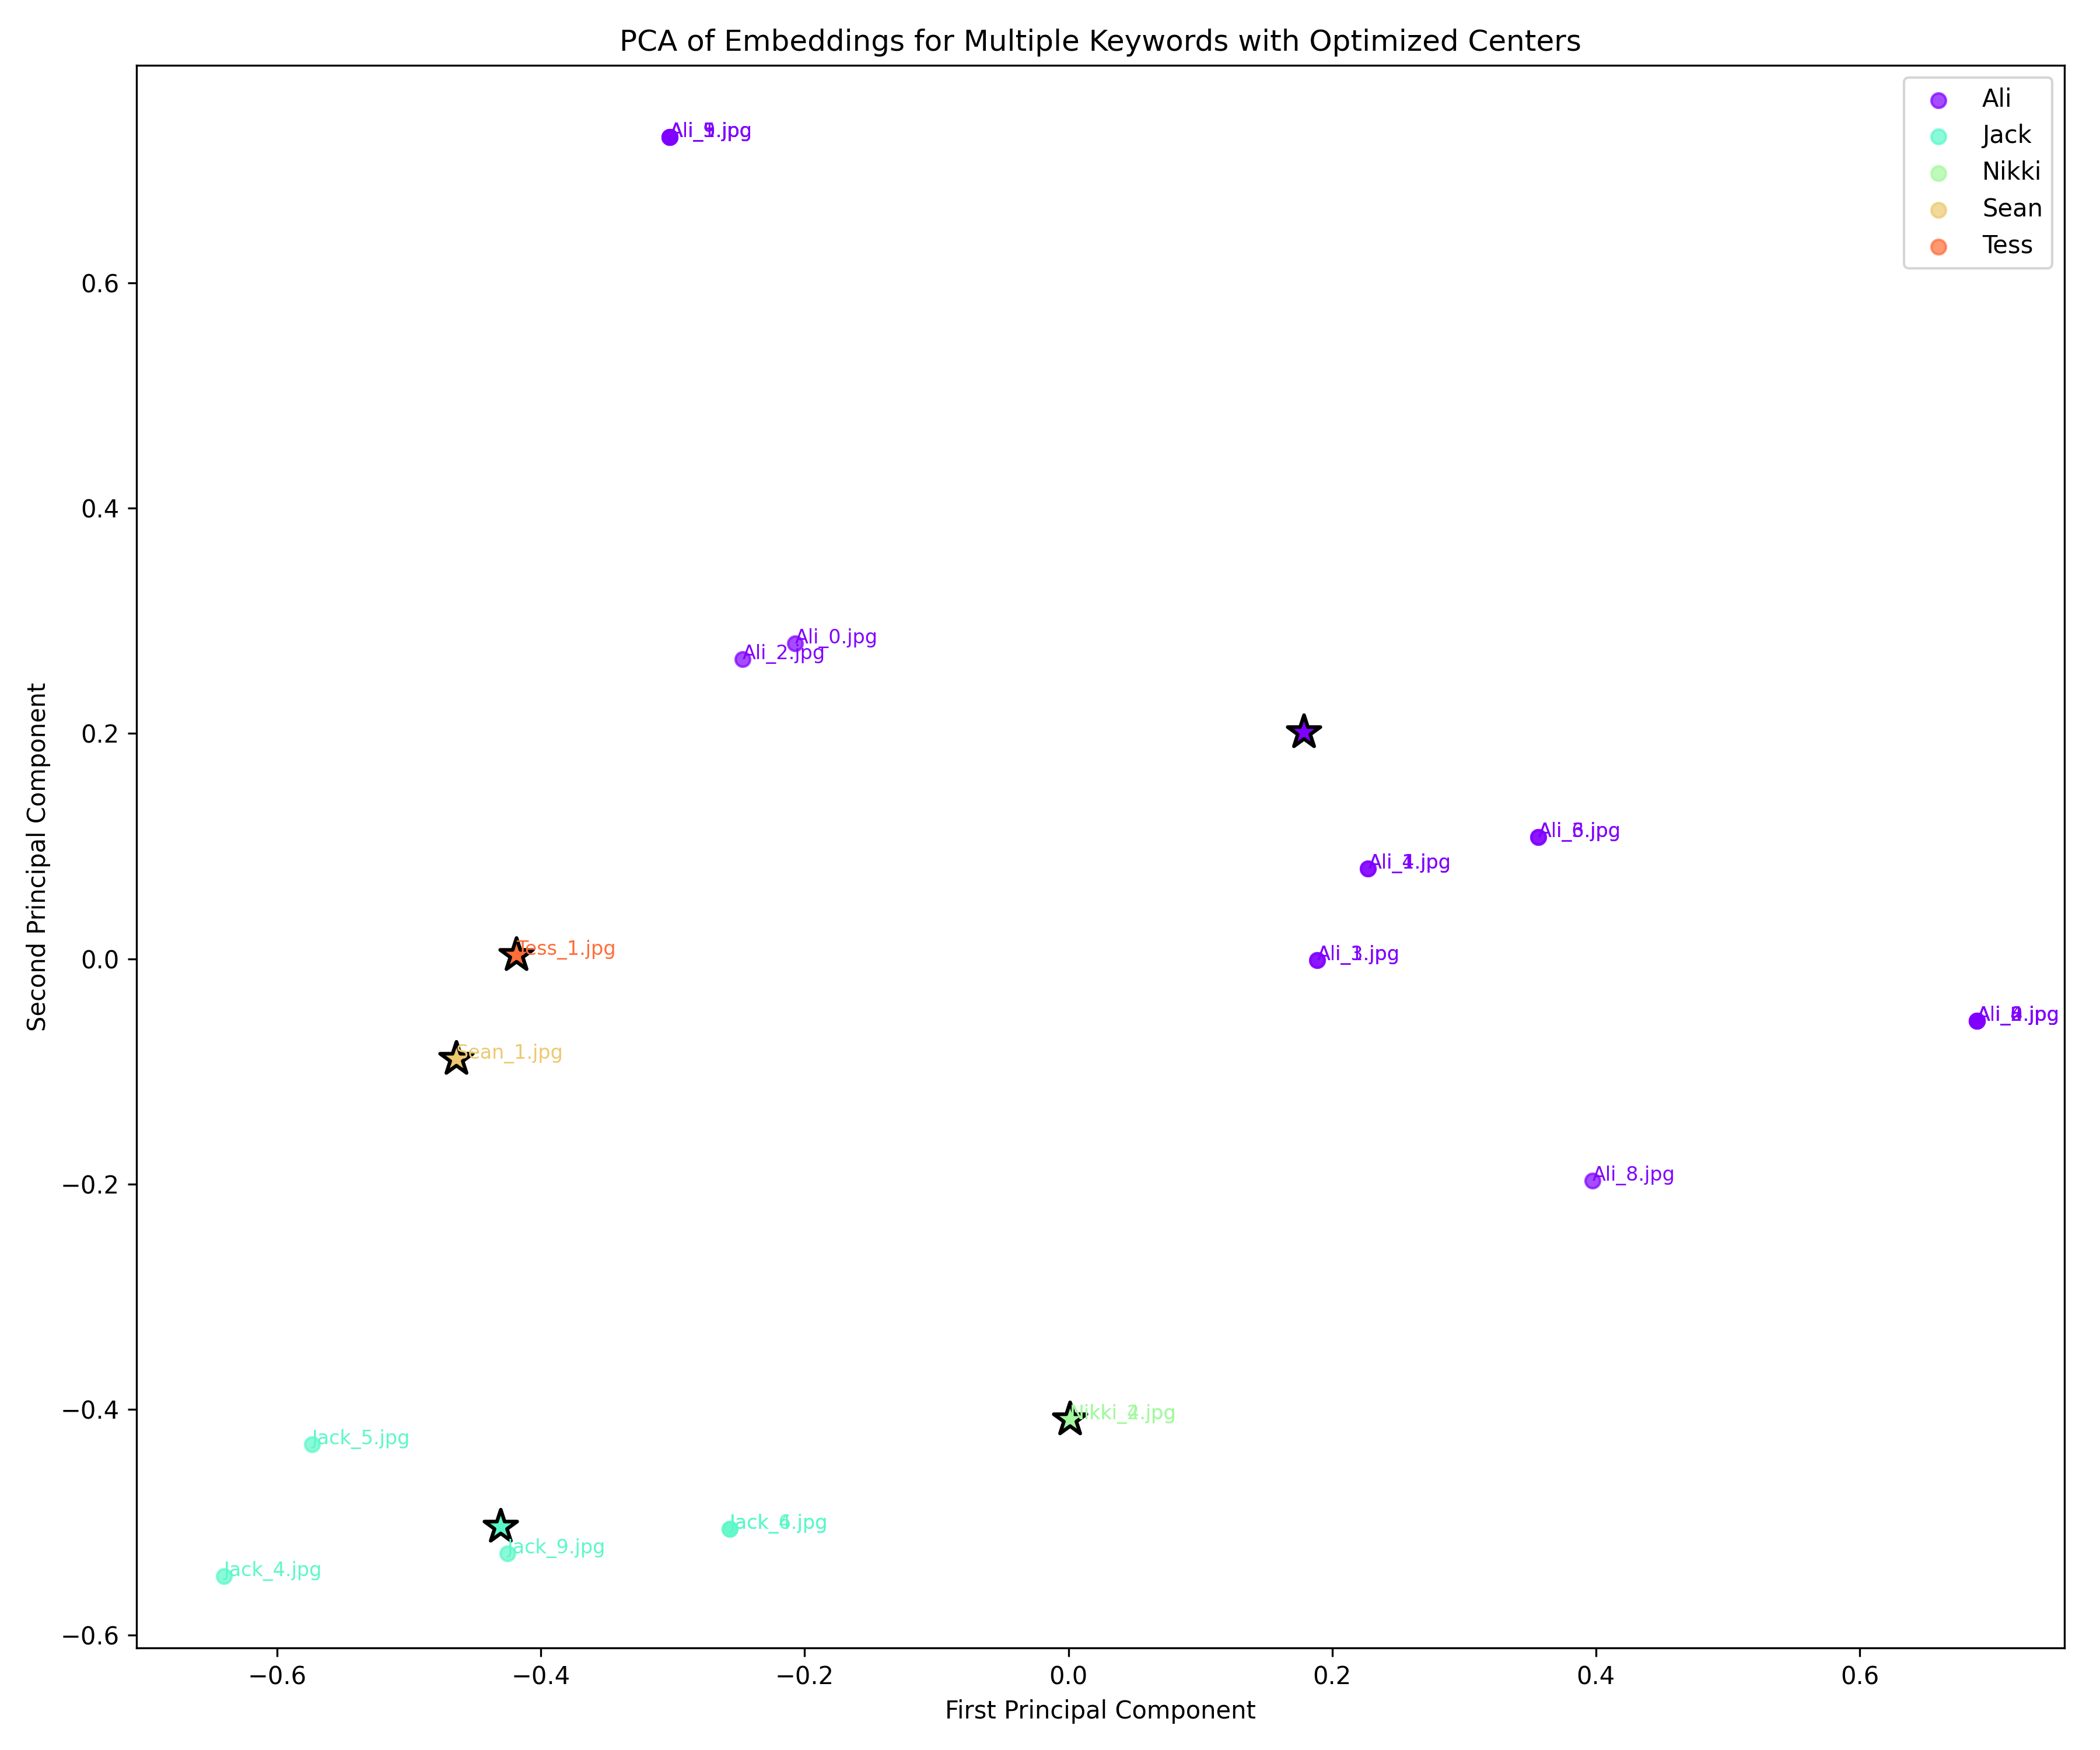 PCA of Embeddings for Multiple Keywords with Optimized Centers
Ali
Jack
Nikki
Sean
Tess
Ali_0.jpg
Ali_2.jpg
Tess_1.jpg
Sean_1.jpg
Ali_8.jpg
Jack_5.jpg
Jack_9.jpg
Jack_4.jpg
0.6
0.4
0.2
0.0
−0.2
−0.4
−0.6
Second Principal Component
−0.6
−0.4
−0.2
0.0
0.2
0.4
0.6
First Principal Component